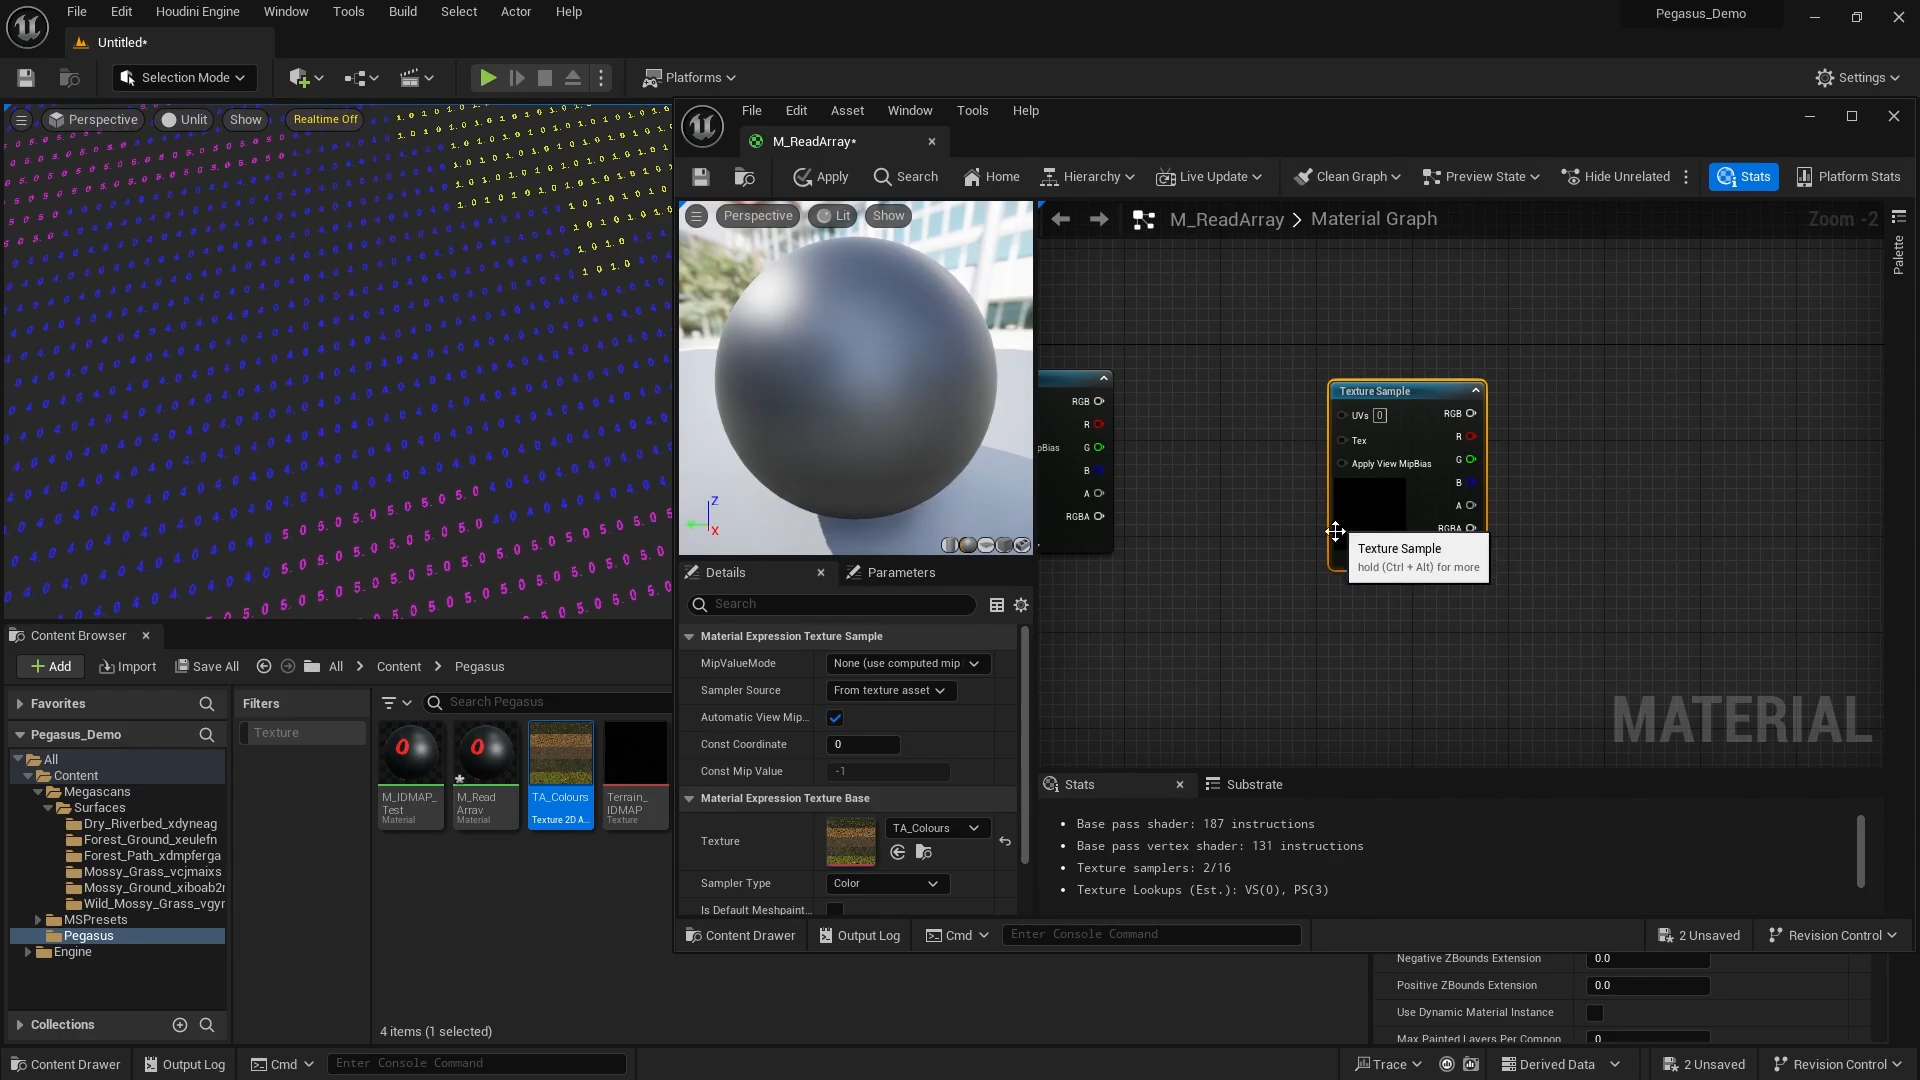 File Edit Houdini Engine Window Tools Build Select Actor Help
Pegasus_Demo
Untitled*
Selection Mode
Platforms
Settings
Perspective
Unlit
Show
Realtime Off
File Edit Asset Window Tools Help
M_ReadArray*
Apply
Search
Home
Hierarchy
Live Update
Clean Graph
Preview State
Hide Unrelated
Stats
Platform Stats
Perspective
Lit
Show
M_ReadArray > Material Graph
Zoom -2
Palette
RGB
R
pBias G
B
A
RGBA
Texture Sample
UVs 0 RGB
R
Tex
G
Apply View MipBias
B
A
RGBA
Texture Sample
hold (Ctrl + Alt) for more
MATERIAL
Z
X
Details
Parameters
Search
Material Expression Texture Sample
MipValueMode None (use computed mip
Sampler Source From texture asset
Automatic View Mip...
Const Coordinate 0
Const Mip Value -1
Material Expression Texture Base
Texture TA_Colours
Sampler Type Color
Is Default Meshpaint...
Stats
Substrate
• Base pass shader: 187 instructions
• Base pass vertex shader: 131 instructions
• Texture samplers: 2/16
• Texture Lookups (Est.): VS(0), PS(3)
Content Drawer
Output Log
Cmd
Enter Console Command
2 Unsaved
Revision Control
Content Browser
Add
Import
Save All
All > Content > Pegasus
Favorites
Pegasus_Demo
All
Content
Megascans
Surfaces
Dry_Riverbed_xdyneag
Forest_Ground_xeulefn
Forest_Path_xdmpferga
Mossy_Grass_vcjmaixs
Mossy_Ground_xiboab2r
Wild_Mossy_Grass_vgyr
MSPresets
Pegasus
Engine
Collections
Filters
Texture
Search Pegasus
M_IDMAP_
Test
Material
M_Read
Array
Material
TA_Colours
Texture 2D A...
Terrain_
IDMAP
Texture
4 items (1 selected)
Negative ZBounds Extension 0.0
Positive ZBounds Extension 0.0
Use Dynamic Material Instance
Max Painted Layers Per Compon 0
Content Drawer
Output Log
Cmd
Enter Console Command
Trace
Derived Data
2 Unsaved
Revision Control